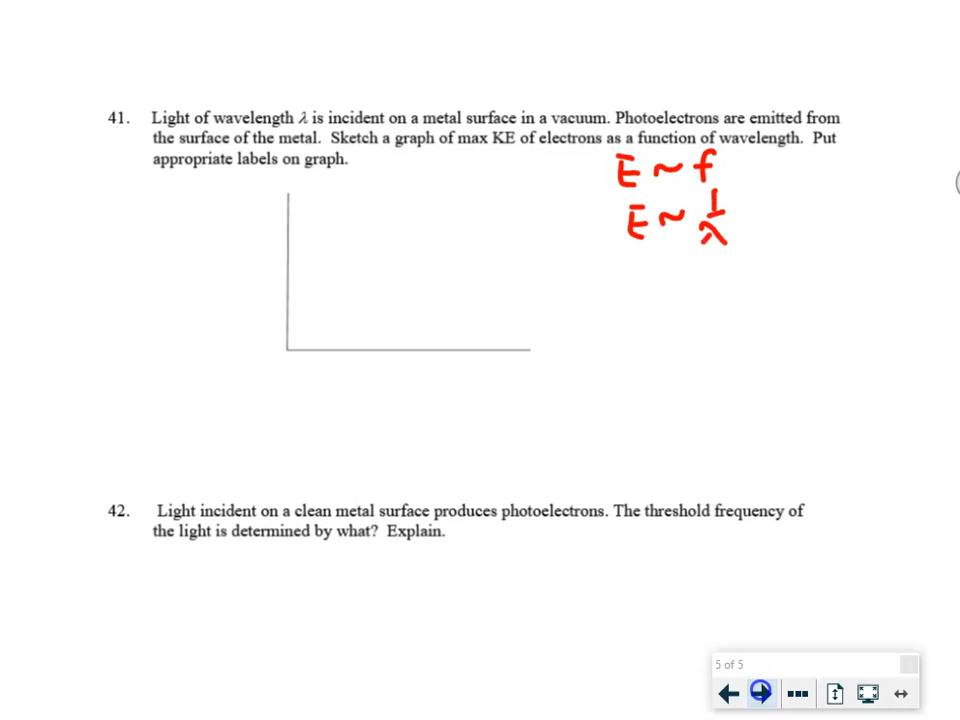 41. Light of wavelength λ is incident on a metal surface in a vacuum. Photoelectrons are emitted from
the surface of the metal. Sketch a graph of max KE of electrons as a function of wavelength. Put
appropriate labels on graph.
E ~ f
E ~ 1/λ
42. Light incident on a clean metal surface produces photoelectrons. The threshold frequency of
the light is determined by what? Explain.
5 of 5